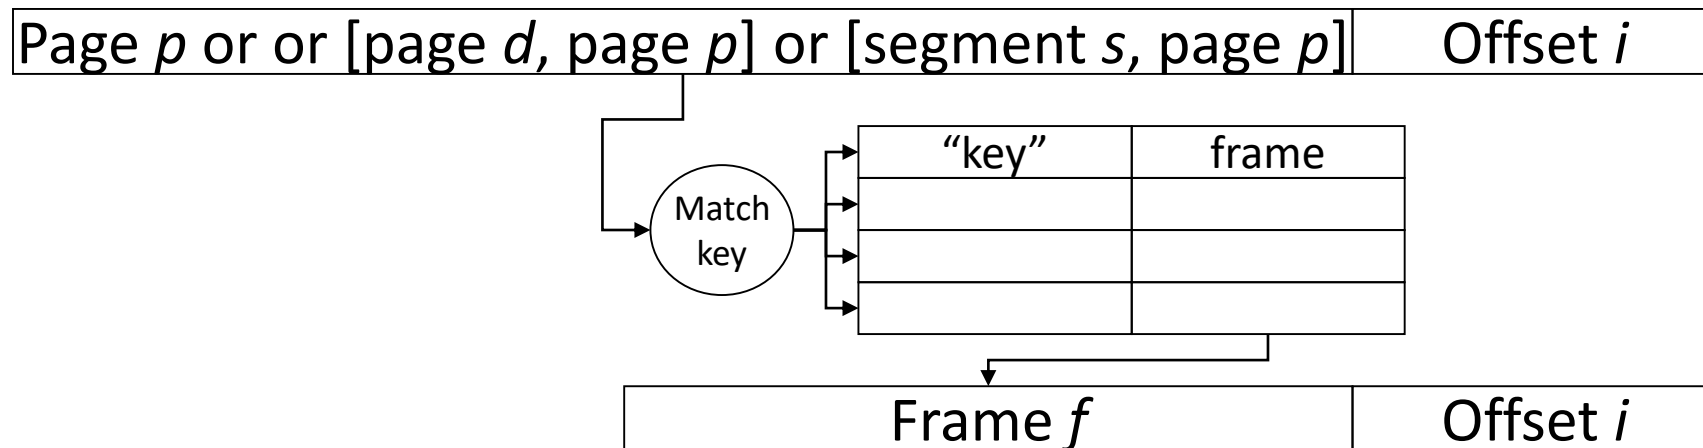 Page p or or [page d, page p] or [segment s, page p] Offset i
“key” frame
Match
key
Frame f Offset i